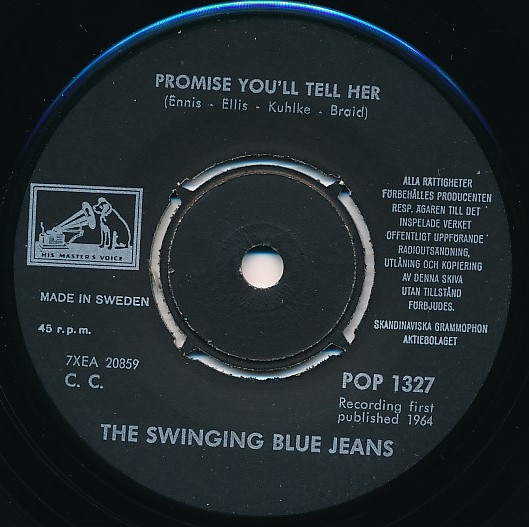 PROMISE YOU'LL TELL HER
(Ennis - Ellis - Kuhlke - Braid)
HIS MASTER'S VOICE
MADE IN SWEDEN
45 r.p.m.
7XEA 20859
C. C.
ALLA RÄTTIGHETER
FÖRBEHÅLLES PRODUCENTEN
RESP. ÄGAREN TILL DET
INSPELADE VERKET
OFFENTLIGT UPPFÖRANDE
RADIOUTSÄNDNING,
UTLÅNING OCH KOPIERING
AV DENNA SKIVA
UTAN TILLSTÅND
FÖRBJUDES.
SKANDINAVISKA GRAMMOPHON
AKTIEBOLAGET
POP 1327
Recording first
published 1964
THE SWINGING BLUE JEANS